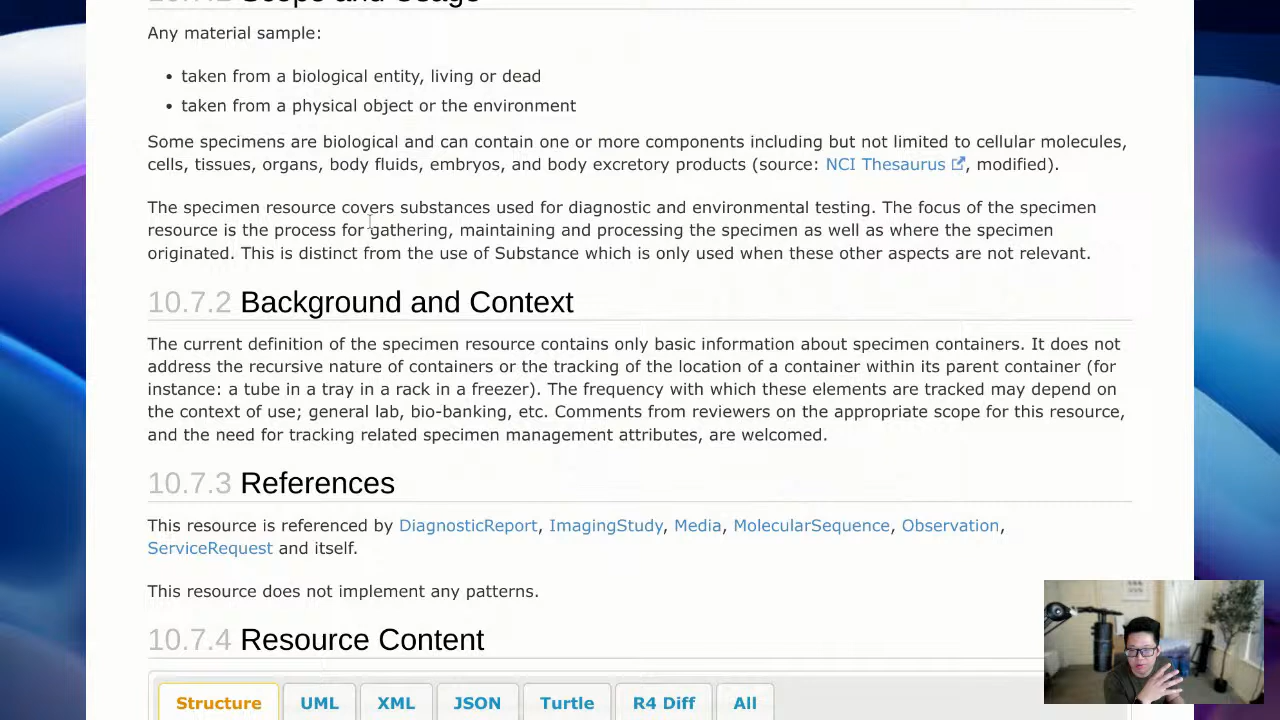 10.7.1 Scope and Usage
Any material sample:
• taken from a biological entity, living or dead
• taken from a physical object or the environment
Some specimens are biological and can contain one or more components including but not limited to cellular molecules,
cells, tissues, organs, body fluids, embryos, and body excretory products (source: NCI Thesaurus , modified).
The specimen resource covers substances used for diagnostic and environmental testing. The focus of the specimen
resource is the process for gathering, maintaining and processing the specimen as well as where the specimen
originated. This is distinct from the use of Substance which is only used when these other aspects are not relevant.
10.7.2 Background and Context
The current definition of the specimen resource contains only basic information about specimen containers. It does not
address the recursive nature of containers or the tracking of the location of a container within its parent container (for
instance: a tube in a tray in a rack in a freezer). The frequency with which these elements are tracked may depend on
the context of use; general lab, bio-banking, etc. Comments from reviewers on the appropriate scope for this resource,
and the need for tracking related specimen management attributes, are welcomed.
10.7.3 References
This resource is referenced by DiagnosticReport, ImagingStudy, Media, MolecularSequence, Observation,
ServiceRequest and itself.
This resource does not implement any patterns.
10.7.4 Resource Content
Structure UML XML JSON Turtle R4 Diff All